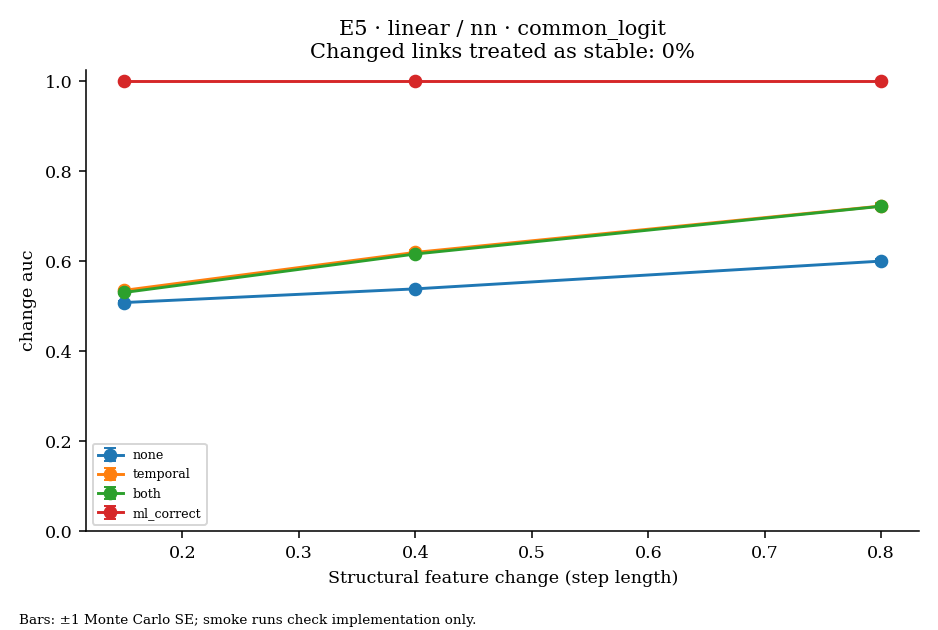 E5 · linear / nn · common_logit
Changed links treated as stable: 0%
1.0
0.8
0.6
0.4
0.2
0.0
change auc
none
temporal
both
ml_correct
0.2 0.3 0.4 0.5 0.6 0.7 0.8
Structural feature change (step length)
Bars: ±1 Monte Carlo SE; smoke runs check implementation only.